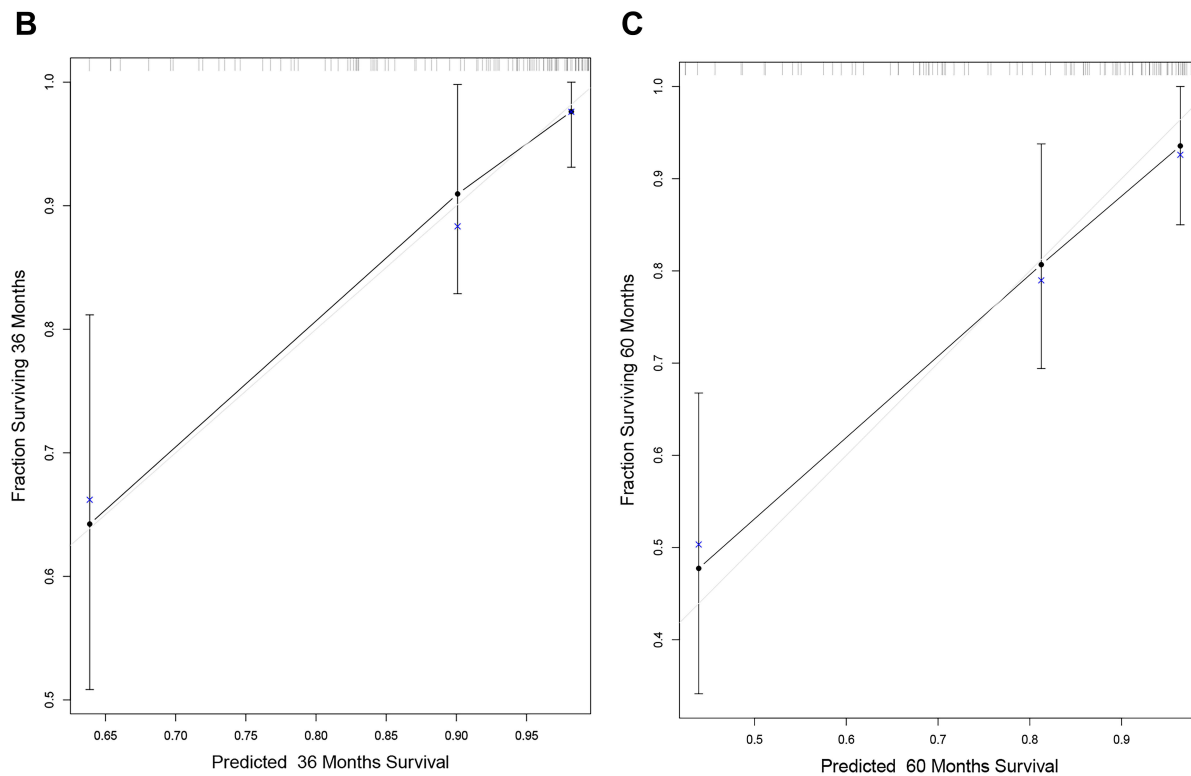 B
Fraction Surviving 36 Months
1.0
0.9
0.8
0.7
0.6
0.5
0.65 0.70 0.75 0.80 0.85 0.90 0.95
Predicted 36 Months Survival
C
Fraction Surviving 60 Months
1.0
0.9
0.8
0.7
0.6
0.5
0.4
0.5 0.6 0.7 0.8 0.9
Predicted 60 Months Survival